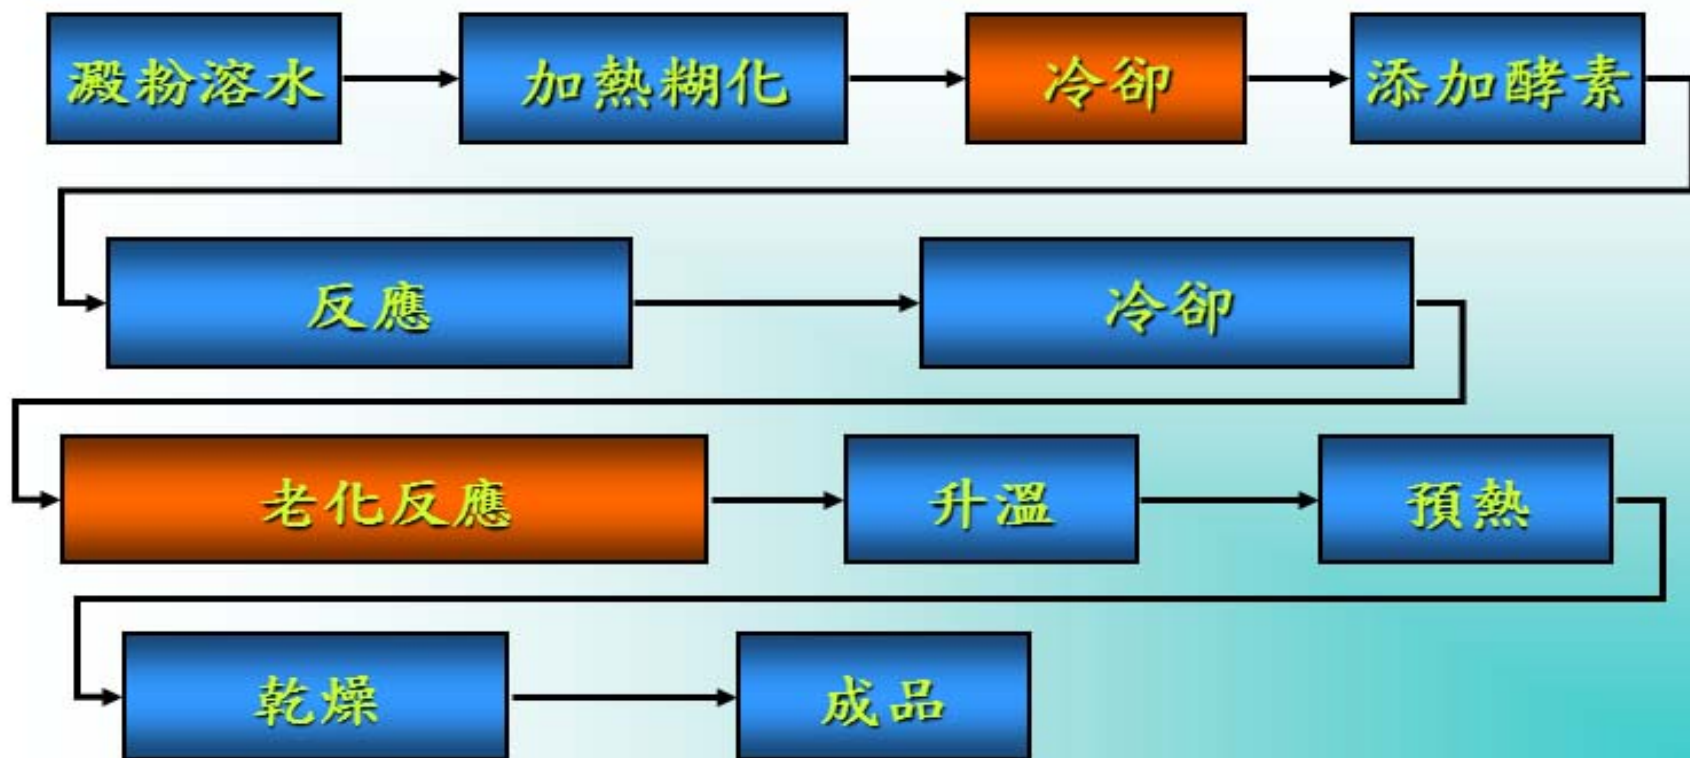 澱粉溶水 加熱糊化 冷卻 添加酵素
反應 冷卻
老化反應 升溫 預熱
乾燥 成品